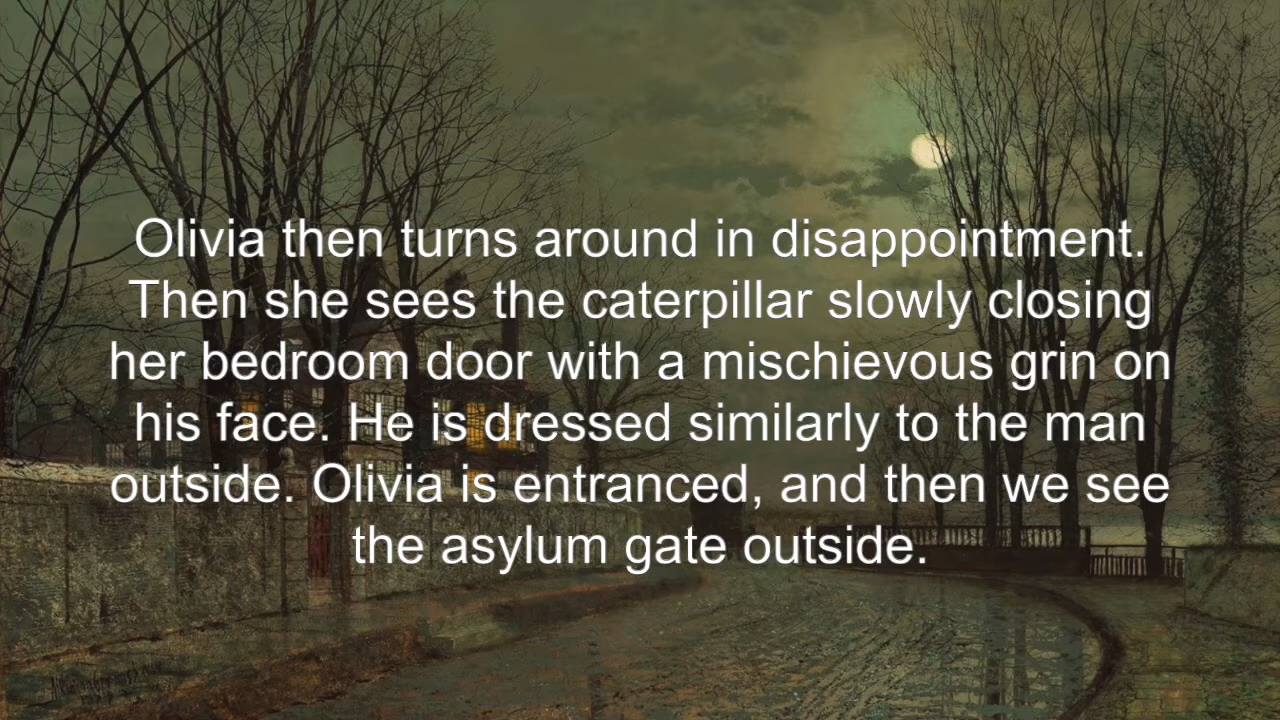 Olivia then turns around in disappointment.
Then she sees the caterpillar slowly closing
her bedroom door with a mischievous grin on
his face. He is dressed similarly to the man
outside. Olivia is entranced, and then we see
the asylum gate outside.